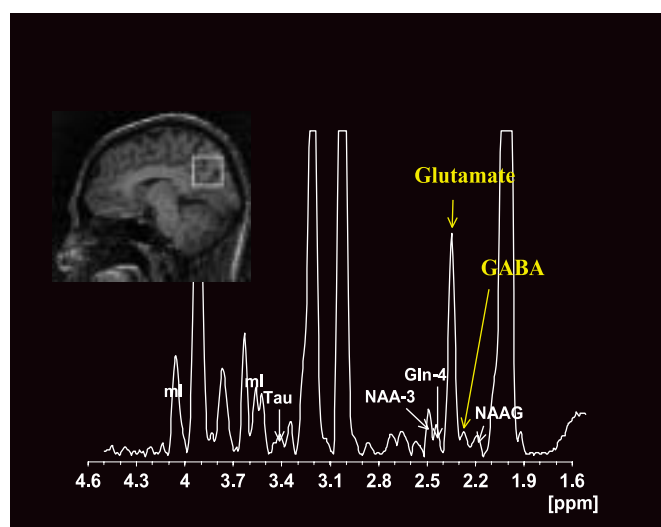 Glutamate
GABA
Gln-4
mI
mI
Tau
NAA-3
NAAG
4.6 4.3 4 3.7 3.4 3.1 2.8 2.5 2.2 1.9 1.6
[ppm]